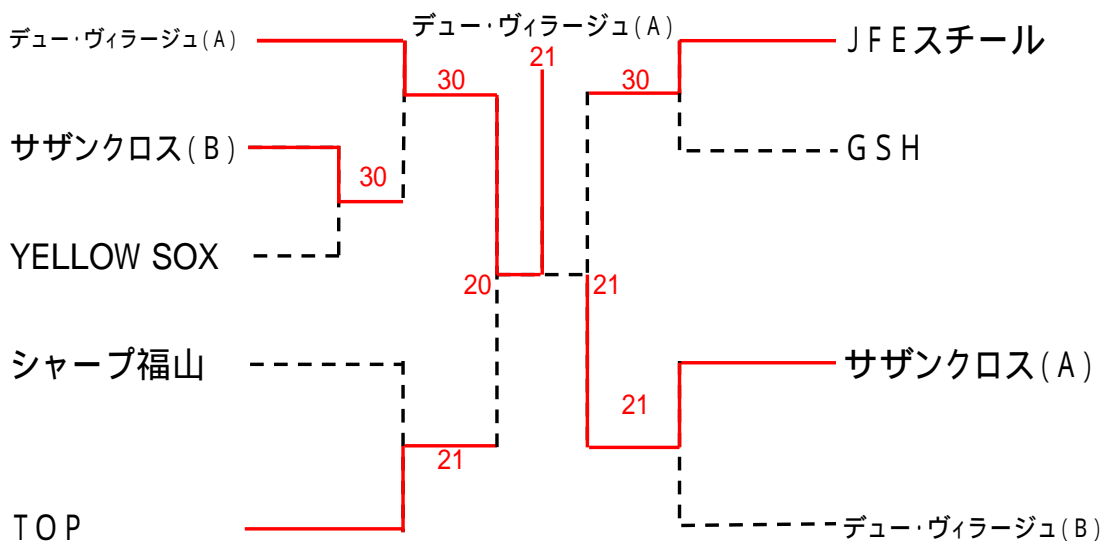 デュー・ヴィラージュ(A)
デュー・ヴィラージュ(A)
21
JFEスチール
30
30
サザンクロス(B)
GSH
30
YELLOW SOX
20
21
シャープ福山
サザンクロス(A)
21
21
TOP
デュー・ヴィラージュ(B)